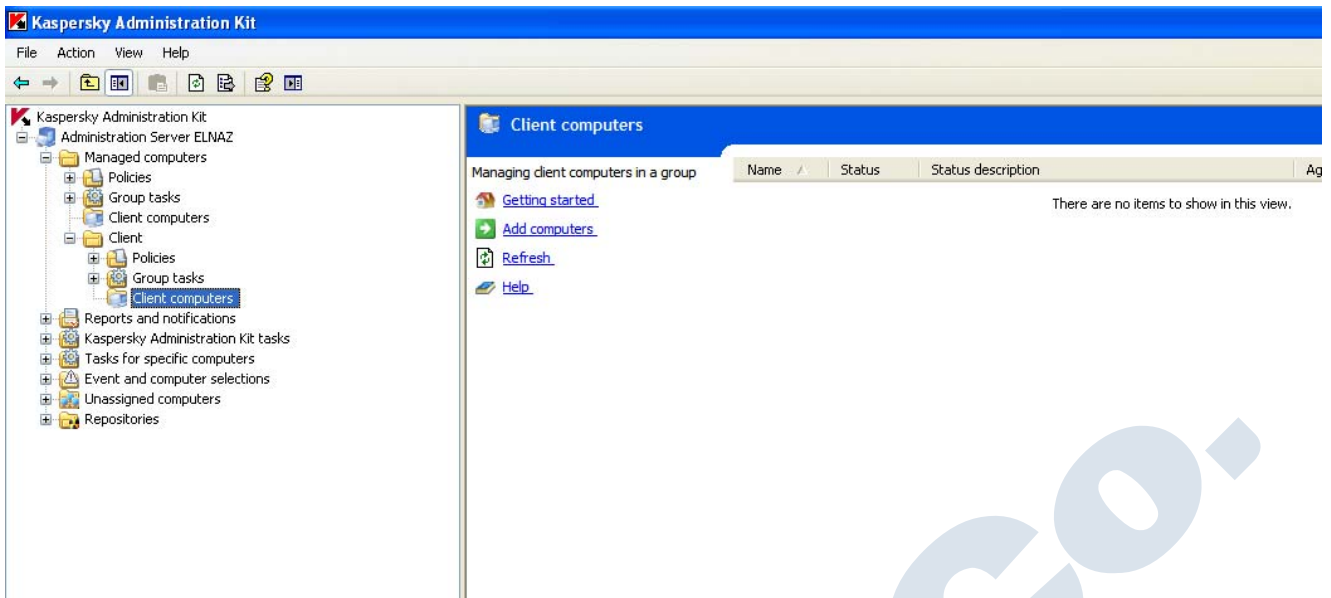 Kaspersky Administration Kit
File Action View Help
Kaspersky Administration Kit
Administration Server ELNAZ
Managed computers
Policies
Group tasks
Client computers
Client
Policies
Group tasks
Client computers
Reports and notifications
Kaspersky Administration Kit tasks
Tasks for specific computers
Event and computer selections
Unassigned computers
Repositories
Client computers
Managing client computers in a group
Getting started
Add computers
Refresh
Help
Name Status Status description Ag
There are no items to show in this view.
Co.